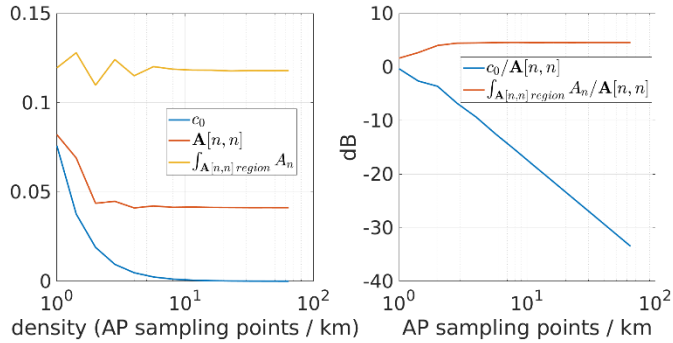 0.15
0.1
0.05
0
c₀
A[n, n]
∫_{A[n,n] region} Aₙ
10⁰ 10¹ 10²
density (AP sampling points / km)
dB
10
0
-10
-20
-30
-40
c₀/A[n, n]
∫_{A[n,n] region} Aₙ/A[n, n]
10⁰ 10¹ 10²
AP sampling points / km